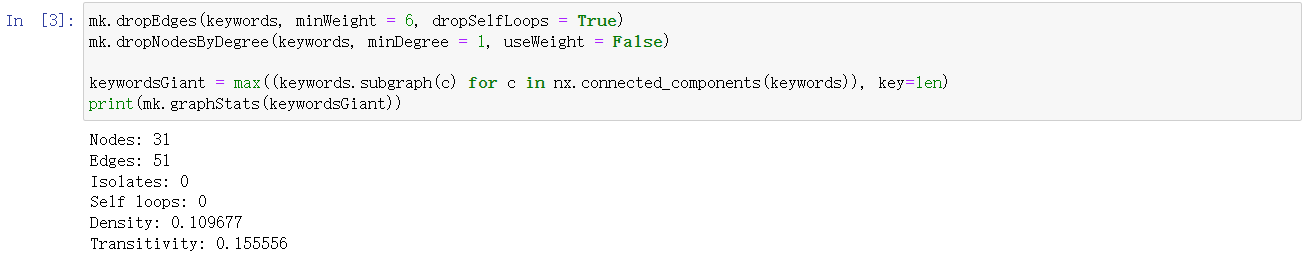 In [3]: mk.dropEdges(keywords, minWeight = 6, dropSelfLoops = True)
mk.dropNodesByDegree(keywords, minDegree = 1, useWeight = False)
keywordsGiant = max((keywords.subgraph(c) for c in nx.connected_components(keywords)), key=len)
print(mk.graphStats(keywordsGiant))
Nodes: 31
Edges: 51
Isolates: 0
Self loops: 0
Density: 0.109677
Transitivity: 0.155556